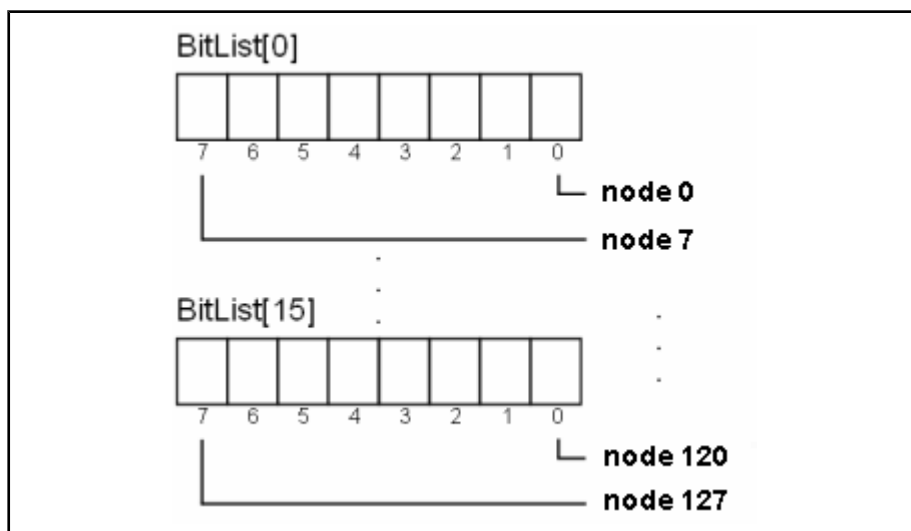 BitList[0]
7 6 5 4 3 2 1 0
node 0
node 7
BitList[15]
7 6 5 4 3 2 1 0
node 120
node 127